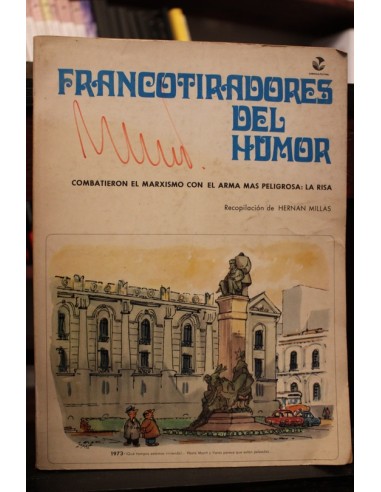 FRANCOTIRADORES
DEL
HUMOR
COMBATIERON EL MARXISMO CON EL ARMA MAS PELIGROSA: LA RISA
Recopilación de HERNAN MILLAS
1973